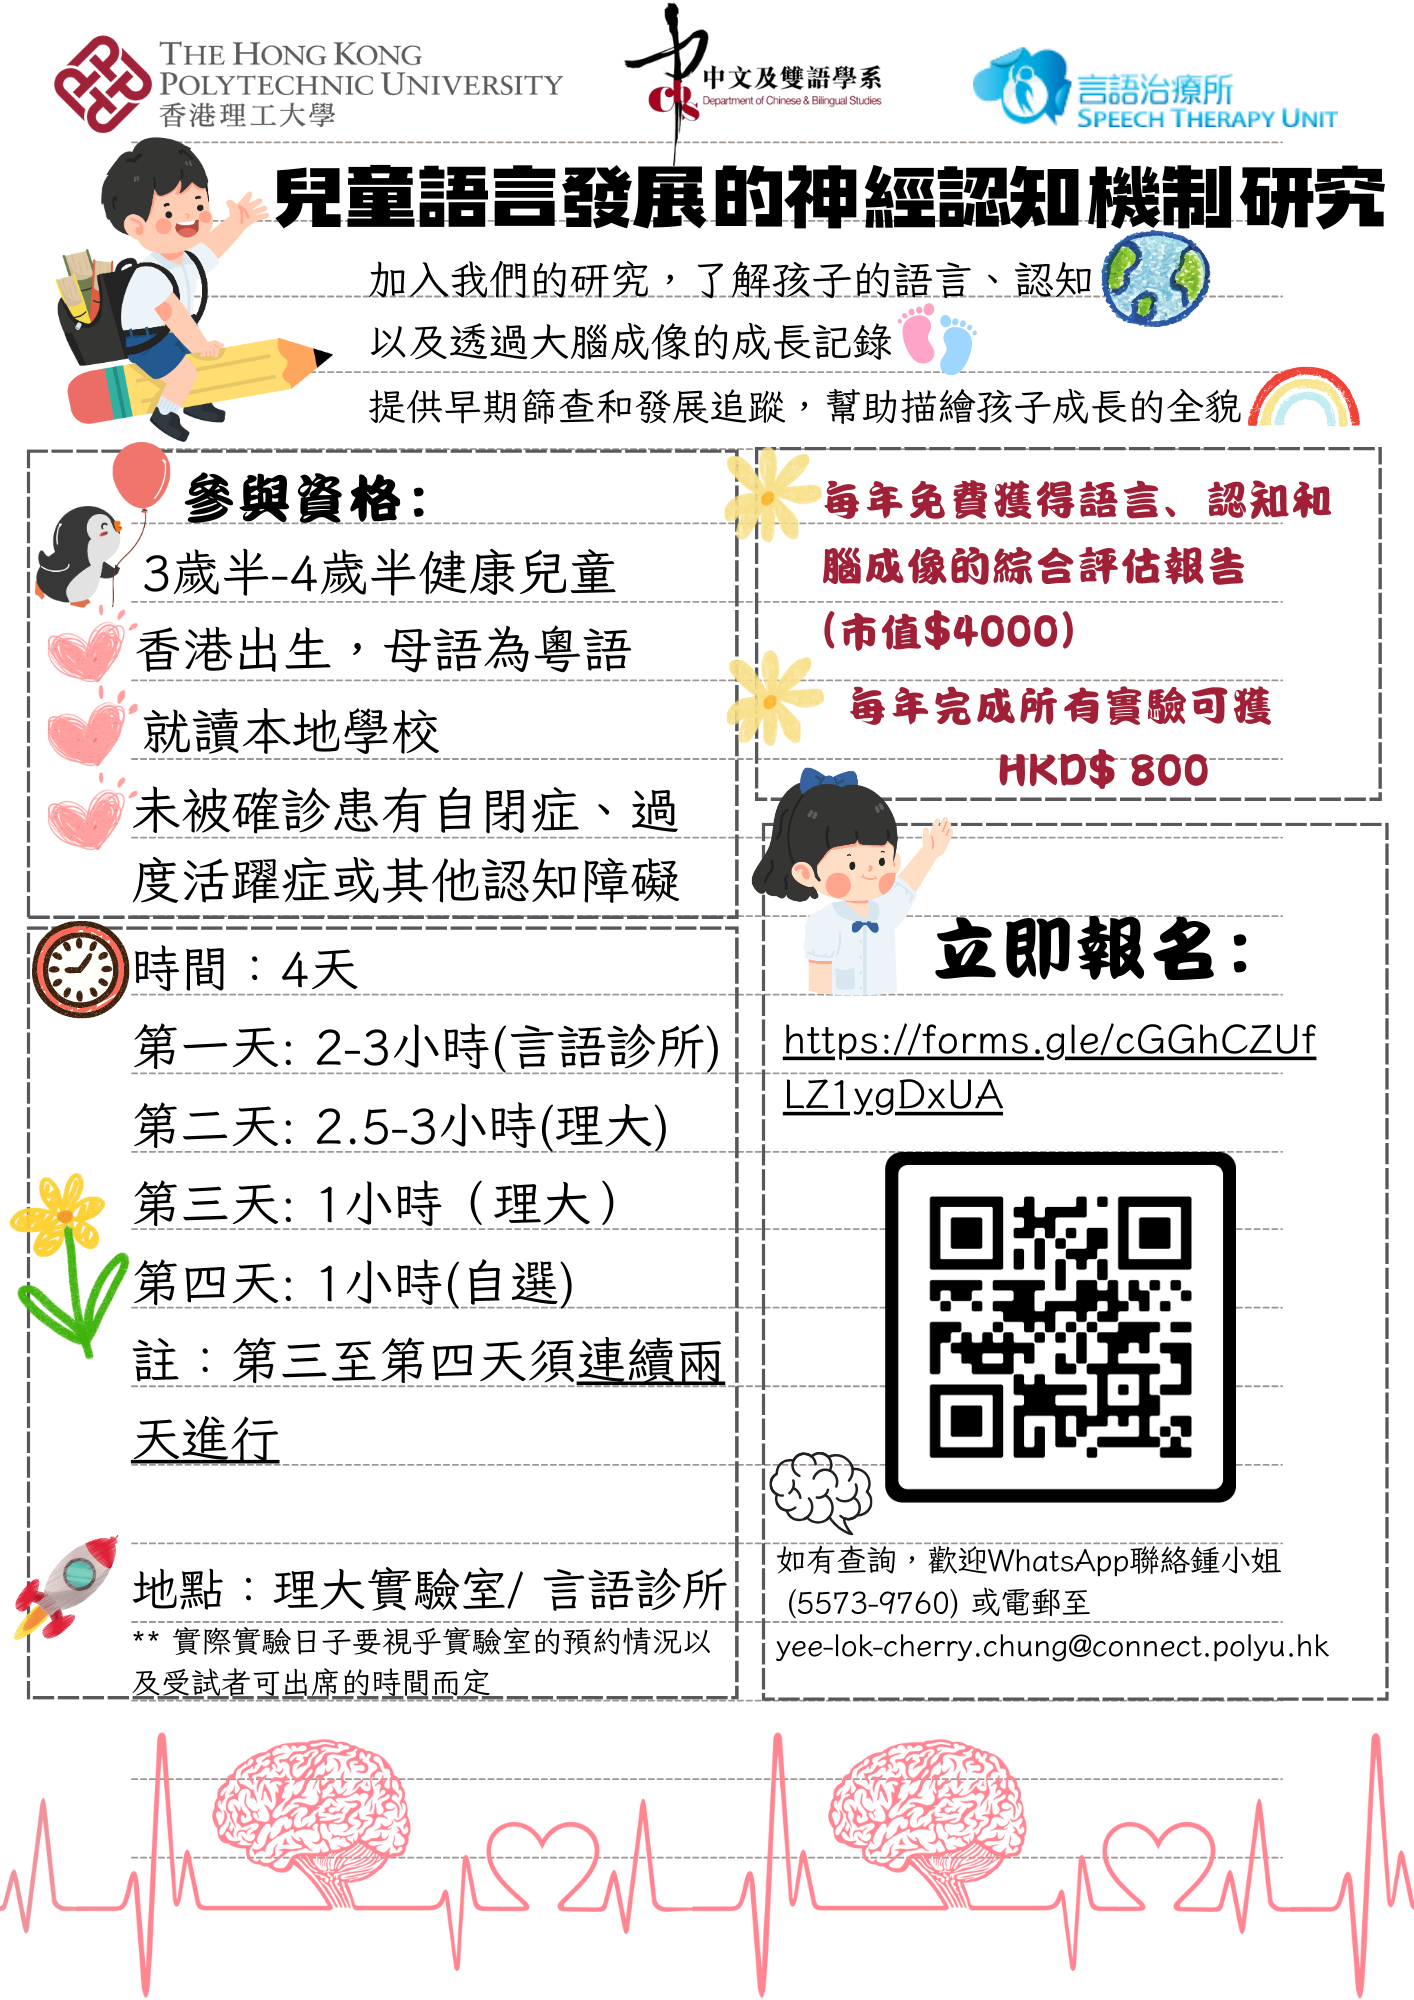 THE HONG KONG
POLYTECHNIC UNIVERSITY
香港理工大學
中文及雙語學系
Department of Chinese & Bilingual Studies
言語治療所
SPEECH THERAPY UNIT
兒童語言發展的神經認知機制研究
加入我們的研究，了解孩子的語言、認知
以及透過大腦成像的成長記錄
提供早期篩查和發展追蹤，幫助描繪孩子成長的全貌
參與資格：
3歲半-4歲半健康兒童
香港出生，母語為粵語
就讀本地學校
未被確診患有自閉症、過
度活躍症或其他認知障礙
每年免費獲得語言、認知和
腦成像的綜合評估報告
(市值$4000)
每年完成所有實驗可獲
HKD$ 800
時間：4天
第一天: 2-3小時(言語診所)
第二天: 2.5-3小時(理大)
第三天: 1小時（理大）
第四天: 1小時(自選)
註：第三至第四天須連續兩
天進行
地點：理大實驗室/ 言語診所
** 實際實驗日子要視乎實驗室的預約情況以
及受試者可出席的時間而定
立即報名：
https://forms.gle/cGGhCZUf
LZ1ygDxUA
如有查詢，歡迎WhatsApp聯絡鍾小姐
(5573-9760) 或電郵至
yee-lok-cherry.chung@connect.polyu.hk